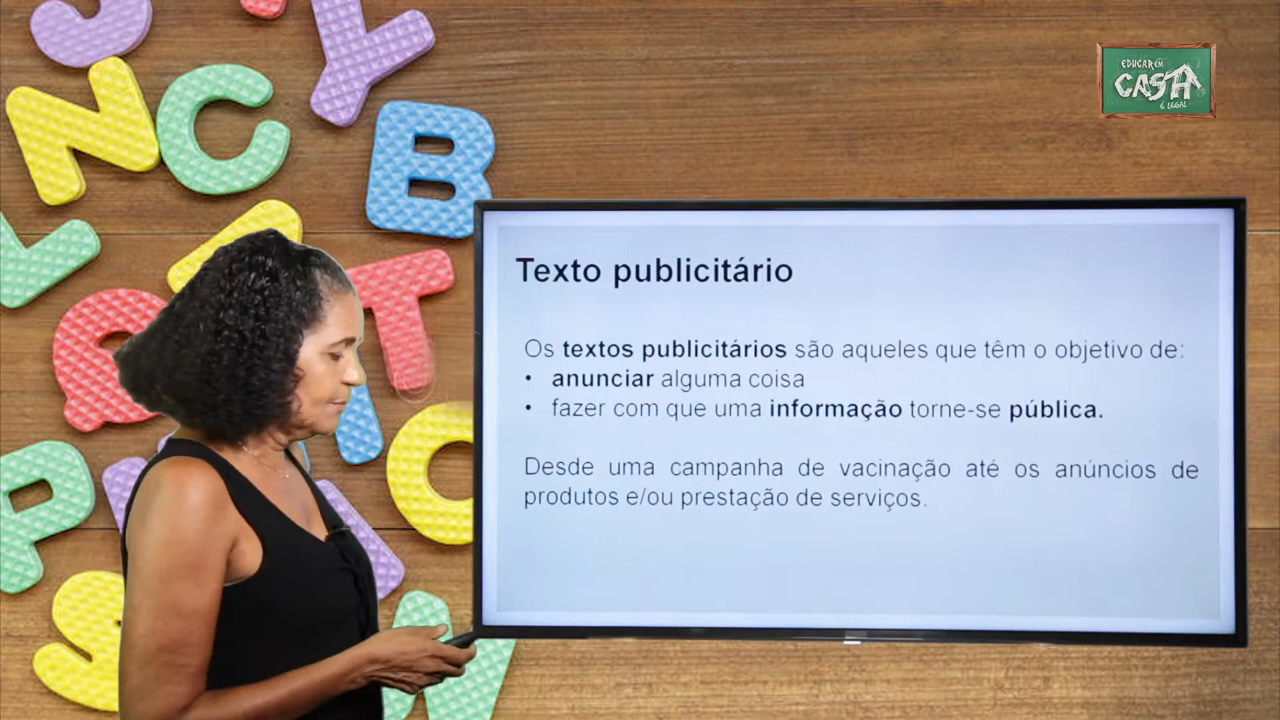 EDUCAR EM
CASA
É LEGAL
Texto publicitário
Os textos publicitários são aqueles que têm o objetivo de:
• anunciar alguma coisa
• fazer com que uma informação torne-se pública.
Desde uma campanha de vacinação até os anúncios de
produtos e/ou prestação de serviços.